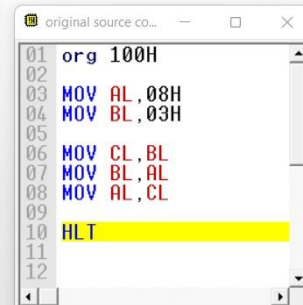 original source co...
01 org 100H
02
03 MOV AL,08H
04 MOV BL,03H
05
06 MOV CL,BL
07 MOV BL,AL
08 MOV AL,CL
09
10 HLT
11
12